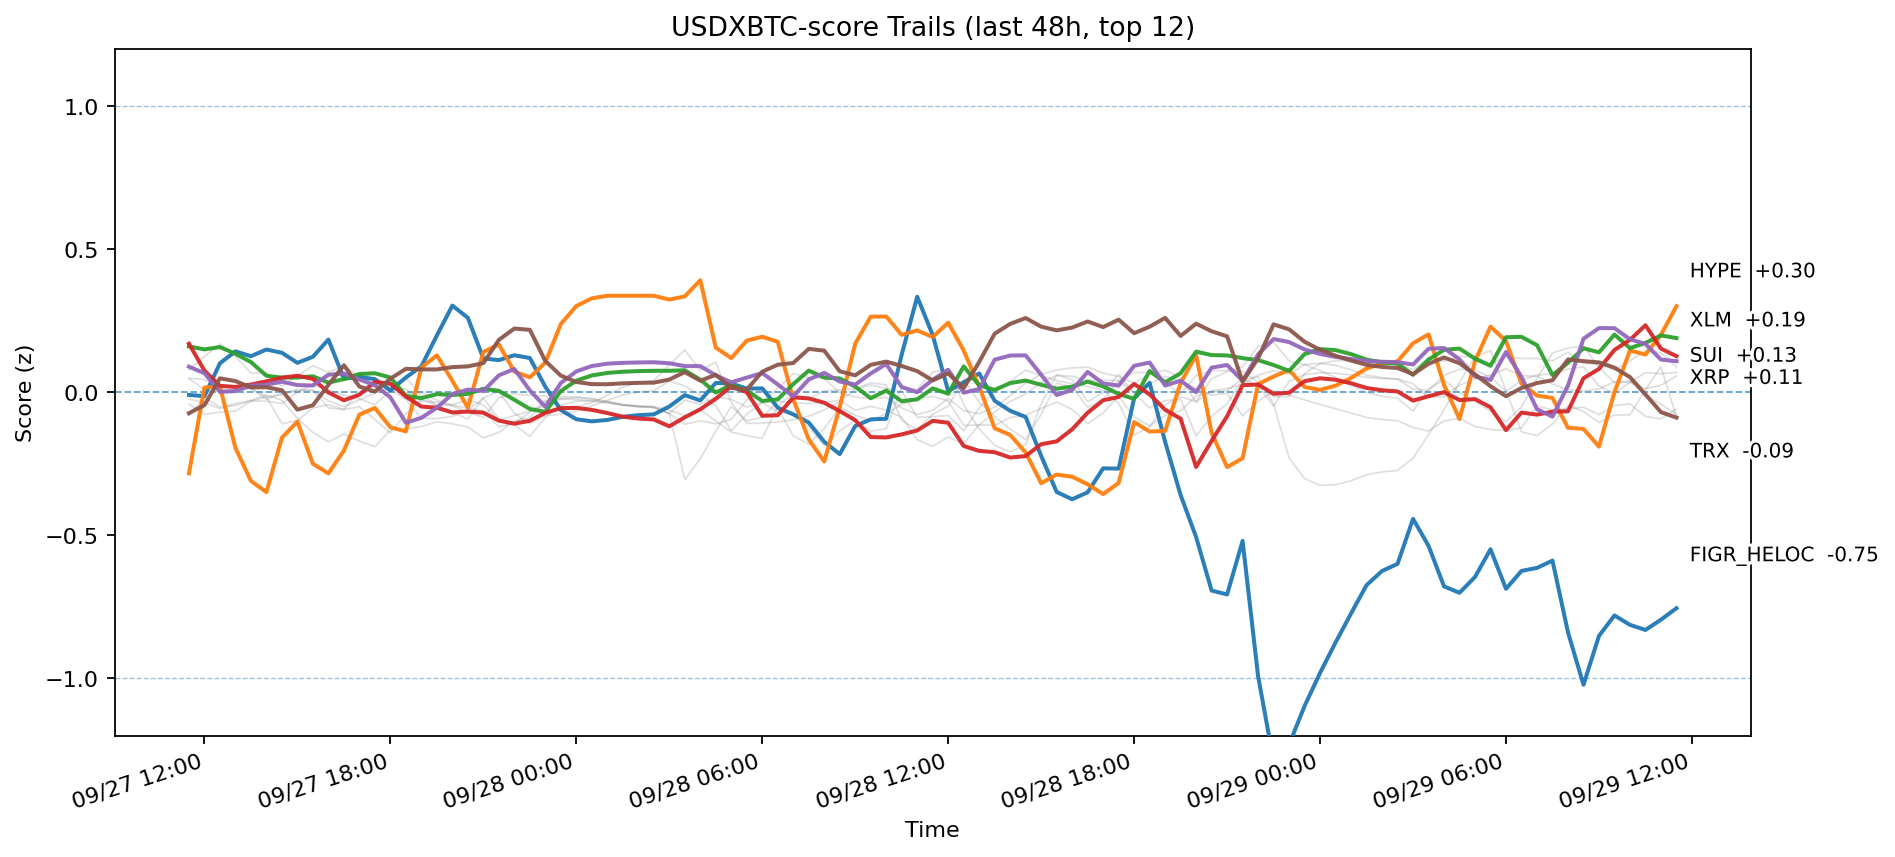 USDXBTC-score Trails (last 48h, top 12)
Score (z)
1.0
0.5
0.0
−0.5
−1.0
HYPE +0.30
XLM +0.19
SUI +0.13
XRP +0.11
TRX -0.09
FIGR_HELOC -0.75
09/27 12:00
09/27 18:00
09/28 00:00
09/28 06:00
09/28 12:00
09/28 18:00
09/29 00:00
09/29 06:00
09/29 12:00
Time